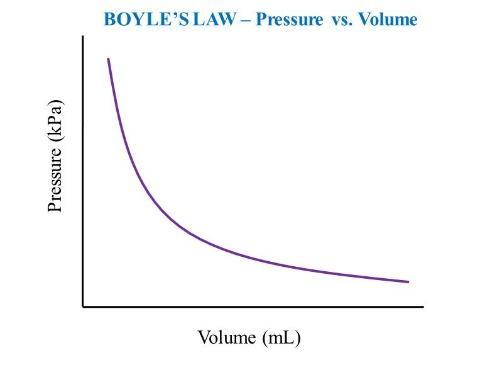 BOYLE’S LAW – Pressure vs. Volume
Pressure (kPa)
Volume (mL)